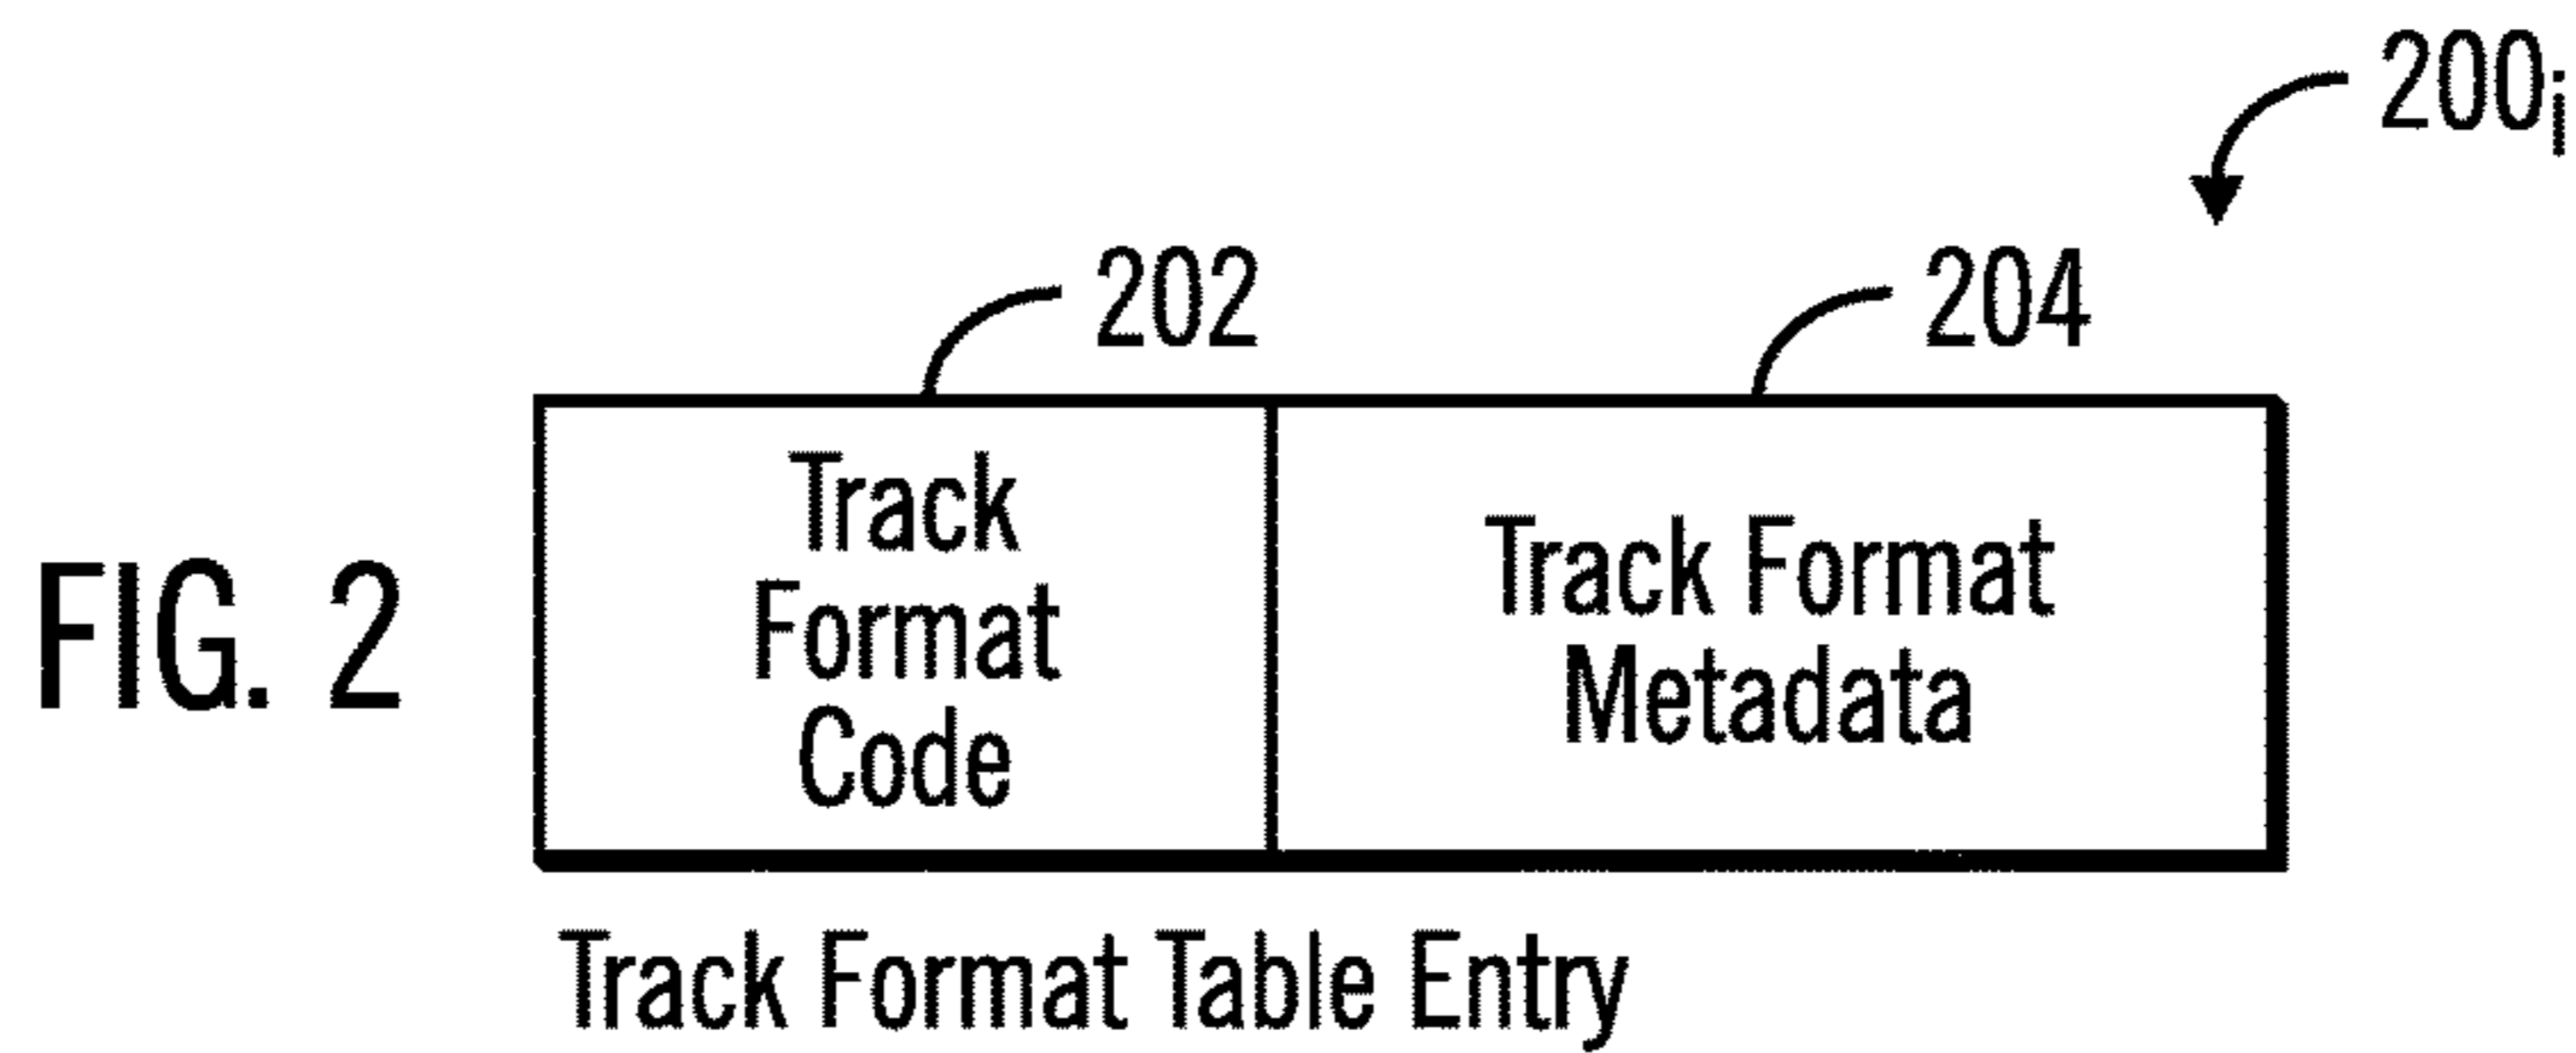 200i
202
204
Track
Format
Code
Track Format
Metadata
FIG. 2
Track Format Table Entry